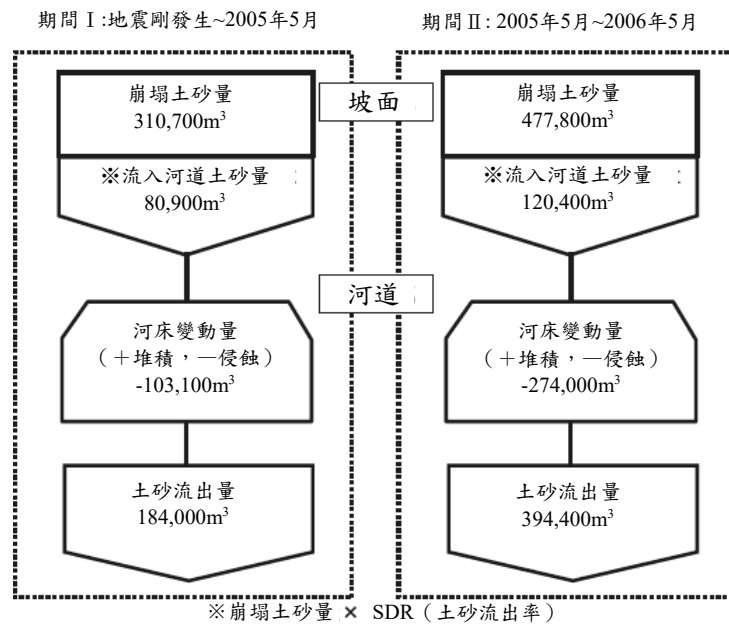 期間Ⅰ:地震剛發生~2005年5月
期間Ⅱ: 2005年5月~2006年5月
坡面
河道
崩塌土砂量
310,700m³
※流入河道土砂量 :
80,900m³
河床變動量
（＋堆積，—侵蝕）
-103,100m³
土砂流出量
184,000m³
崩塌土砂量
477,800m³
※流入河道土砂量 :
120,400m³
河床變動量
（＋堆積，—侵蝕）
-274,000m³
土砂流出量
394,400m³
※崩塌土砂量 × SDR（土砂流出率）